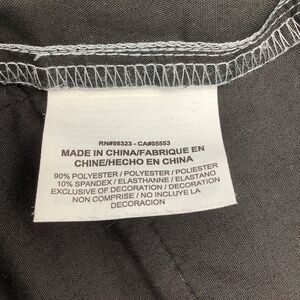 RN#56323 - CA#05553
MADE IN CHINA/FABRIQUE EN
CHINE/HECHO EN CHINA
90% POLYESTER / POLYESTER / POLIESTER
10% SPANDEX / ELASTHANNE / ELASTANO
EXCLUSIVE OF DECORATION / DECORATION
NON COMPRISE / NO INCLUYE LA
DECORACION